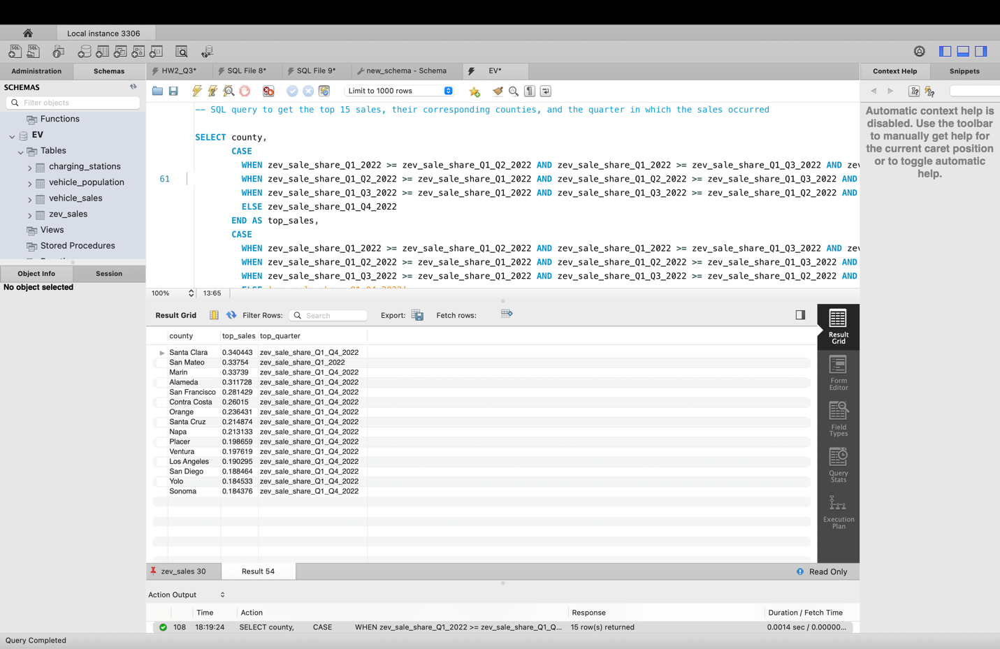 Local instance 3306
Administration Schemas HW2_Q3* SQL File 8* SQL File 9* new_schema - Schema EV* Context Help Snippets
SCHEMAS
Filter objects
Limit to 1000 rows
Functions
EV
Tables
charging_stations
vehicle_population
vehicle_sales
zev_sales
Views
Stored Procedures
Object Info Session
No object selected
-- SQL query to get the top 15 sales, their corresponding counties, and the quarter in which the sales occurred
SELECT county,
CASE
WHEN zev_sale_share_Q1_2022 >= zev_sale_share_Q1_Q2_2022 AND zev_sale_share_Q1_2022 >= zev_sale_share_Q1_Q3_2022 AND zev
61 WHEN zev_sale_share_Q1_Q2_2022 >= zev_sale_share_Q1_2022 AND zev_sale_share_Q1_Q2_2022 >= zev_sale_share_Q1_Q3_2022 AND
WHEN zev_sale_share_Q1_Q3_2022 >= zev_sale_share_Q1_2022 AND zev_sale_share_Q1_Q3_2022 >= zev_sale_share_Q1_Q2_2022 AND
ELSE zev_sale_share_Q1_Q4_2022
END AS top_sales,
CASE
WHEN zev_sale_share_Q1_2022 >= zev_sale_share_Q1_Q2_2022 AND zev_sale_share_Q1_2022 >= zev_sale_share_Q1_Q3_2022 AND zev
WHEN zev_sale_share_Q1_Q2_2022 >= zev_sale_share_Q1_2022 AND zev_sale_share_Q1_Q2_2022 >= zev_sale_share_Q1_Q3_2022 AND
WHEN zev_sale_share_Q1_Q3_2022 >= zev_sale_share_Q1_2022 AND zev_sale_share_Q1_Q3_2022 >= zev_sale_share_Q1_Q2_2022 AND
100% 13:65
Automatic context help is
disabled. Use the toolbar
to manually get help for
the current caret position
or to toggle automatic
help.
Result Grid Filter Rows: Search Export: Fetch rows:
county top_sales top_quarter
Santa Clara 0.340443 zev_sale_share_Q1_Q4_2022
San Mateo 0.33754 zev_sale_share_Q1_2022
Marin 0.33739 zev_sale_share_Q1_Q4_2022
Alameda 0.311728 zev_sale_share_Q1_Q4_2022
San Francisco 0.281429 zev_sale_share_Q1_Q4_2022
Contra Costa 0.26015 zev_sale_share_Q1_Q4_2022
Orange 0.236431 zev_sale_share_Q1_Q4_2022
Santa Cruz 0.214874 zev_sale_share_Q1_Q4_2022
Napa 0.213133 zev_sale_share_Q1_Q4_2022
Placer 0.198659 zev_sale_share_Q1_Q4_2022
Ventura 0.197619 zev_sale_share_Q1_Q4_2022
Los Angeles 0.190295 zev_sale_share_Q1_Q4_2022
San Diego 0.188464 zev_sale_share_Q1_Q4_2022
Yolo 0.184533 zev_sale_share_Q1_Q4_2022
Sonoma 0.184376 zev_sale_share_Q1_Q4_2022
Result
Grid
Form
Editor
Field
Types
Query
Stats
Execution
Plan
zev_sales 30 Result 54 Read Only
Action Output
Time Action Response Duration / Fetch Time
108 18:19:24 SELECT county, CASE WHEN zev_sale_share_Q1_2022 >= zev_sale_share_Q1_Q... 15 row(s) returned 0.0014 sec / 0.00000...
Query Completed